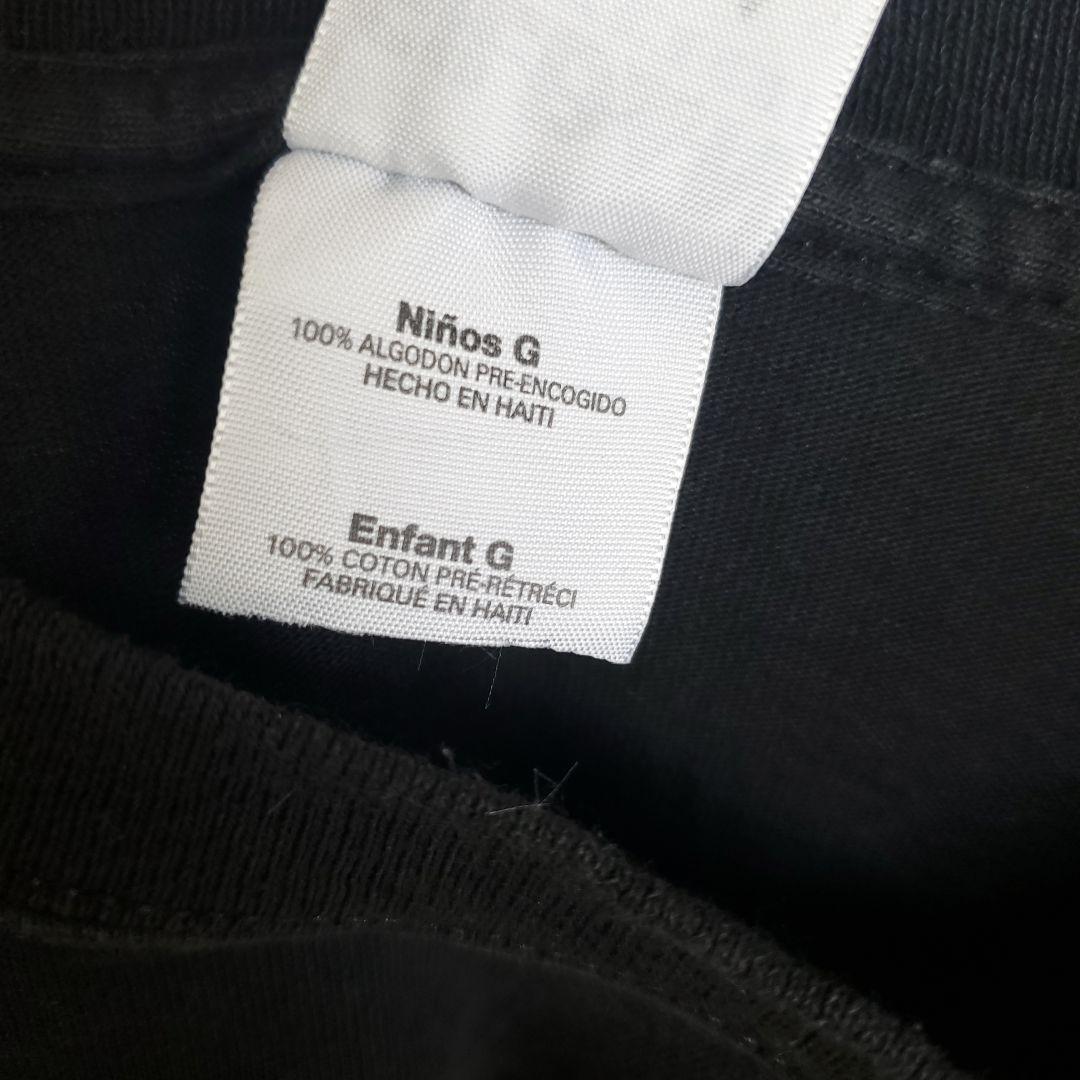 Niños G
100% ALGODON PRE-ENCOGIDO
HECHO EN HAITI
Enfant G
100% COTON PRÉ-RÉTRÉCI
FABRIQUÉ EN HAITI